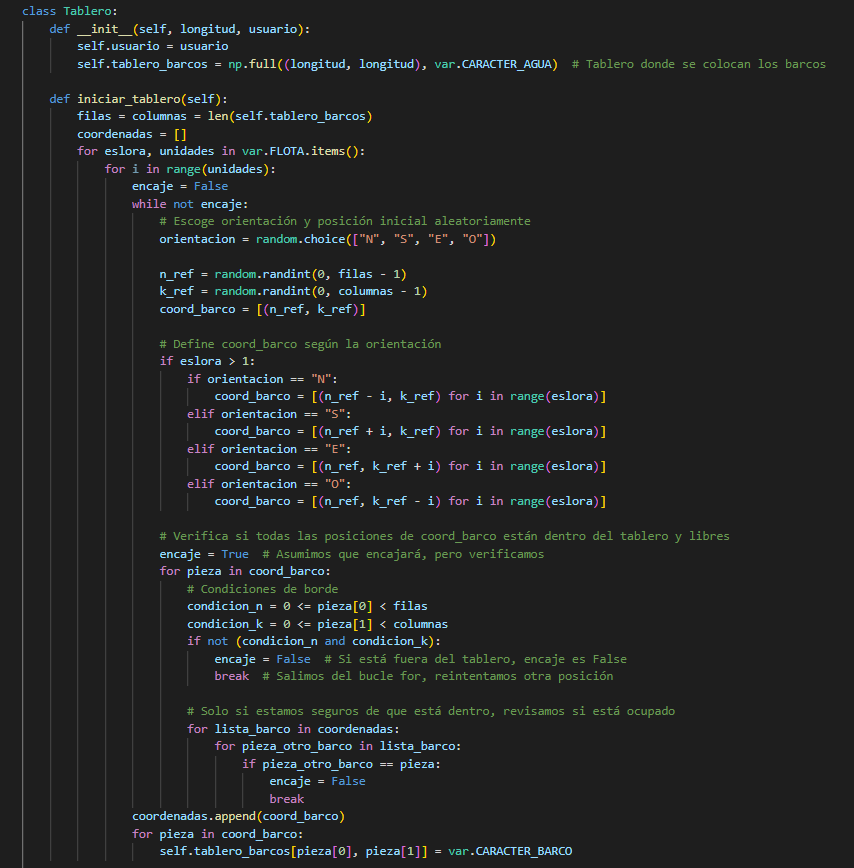 class Tablero:
    def __init__(self, longitud, usuario):
        self.usuario = usuario
        self.tablero_barcos = np.full((longitud, longitud), var.CARACTER_AGUA)  # Tablero donde se colocan los barcos

    def iniciar_tablero(self):
        filas = columnas = len(self.tablero_barcos)
        coordenadas = []
        for eslora, unidades in var.FLOTA.items():
            for i in range(unidades):
                encaje = False
                while not encaje:
                    # Escoge orientación y posición inicial aleatoriamente
                    orientacion = random.choice(["N", "S", "E", "O"])

                    n_ref = random.randint(0, filas - 1)
                    k_ref = random.randint(0, columnas - 1)
                    coord_barco = [(n_ref, k_ref)]

                    # Define coord_barco según la orientación
                    if eslora > 1:
                        if orientacion == "N":
                            coord_barco = [(n_ref - i, k_ref) for i in range(eslora)]
                        elif orientacion == "S":
                            coord_barco = [(n_ref + i, k_ref) for i in range(eslora)]
                        elif orientacion == "E":
                            coord_barco = [(n_ref, k_ref + i) for i in range(eslora)]
                        elif orientacion == "O":
                            coord_barco = [(n_ref, k_ref - i) for i in range(eslora)]

                    # Verifica si todas las posiciones de coord_barco están dentro del tablero y libres
                    encaje = True  # Asumimos que encajará, pero verificamos
                    for pieza in coord_barco:
                        # Condiciones de borde
                        condicion_n = 0 <= pieza[0] < filas
                        condicion_k = 0 <= pieza[1] < columnas
                        if not (condicion_n and condicion_k):
                            encaje = False  # Si está fuera del tablero, encaje es False
                            break  # Salimos del bucle for, reintentamos otra posición

                        # Solo si estamos seguros de que está dentro, revisamos si está ocupado
                        for lista_barco in coordenadas:
                            for pieza_otro_barco in lista_barco:
                                if pieza_otro_barco == pieza:
                                    encaje = False
                                    break
                coordenadas.append(coord_barco)
                for pieza in coord_barco:
                    self.tablero_barcos[pieza[0], pieza[1]] = var.CARACTER_BARCO